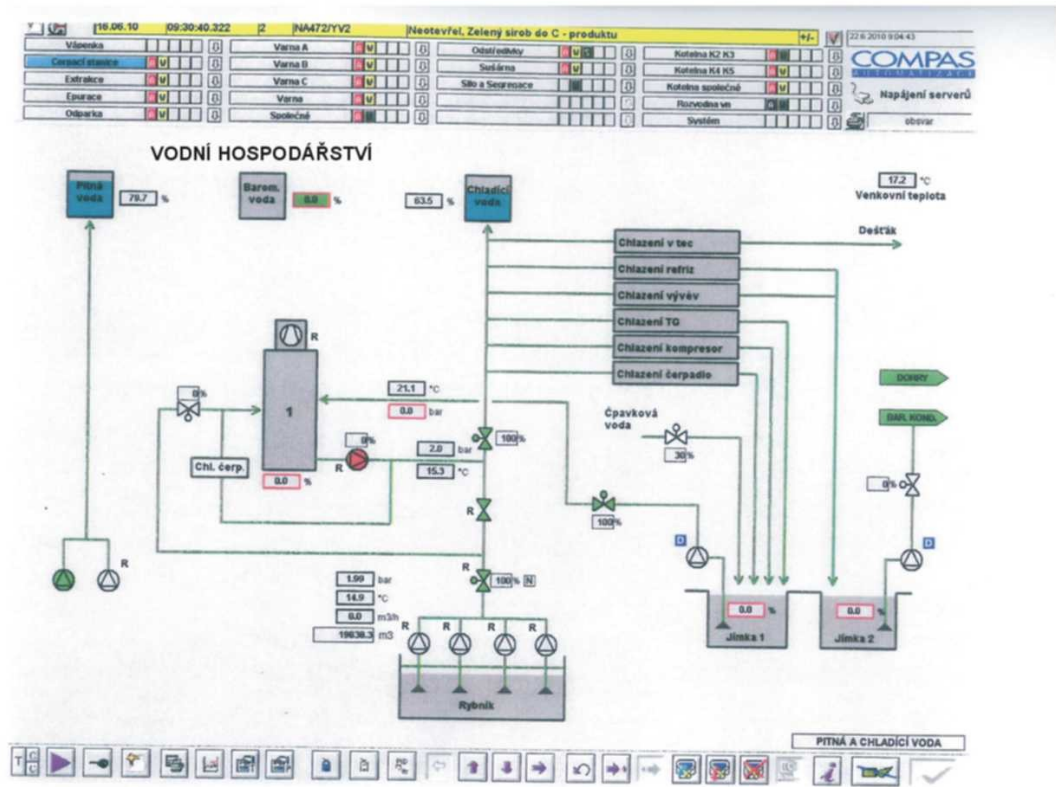 16.06.10 09:30:40.322 2 NA472/YV2 Neotevřel, Zelený sirob do C - produktu +/- 22.6.2010 9:04:43
Vápenka Varna A Odstředivky Kotelna K2 K3
Čerpací stanice Varna B Sušárna Kotelna K4 K5
Extrakce Varna C Silo a Segregace Kotelna společné
Epurace Varna Rozvodna vn
Odparka Společné Systém
COMPAS
AUTOMATIZACE
Napájení serverů
obsvar
VODNÍ HOSPODÁŘSTVÍ
Pitná voda 79.7 %
Barom. voda 0.0 %
63.5 % Chladící voda
17.2 °C
Venkovní teplota
Dešťák
Chlazení v tec
Chlazení refriz
Chlazení vývěv
Chlazení TG
Chlazení kompresor
Chlazení čerpadlo
DORRY
BAR. KOND.
R
1
0%
21.1 °C
0.0 bar
0%
R
2.0 bar
15.3 °C
100%
Čpavková voda
30%
Chl. čerp.
0.0 %
R
100%
0%
D
D
R
R
100% N
1.99 bar
14.9 °C
0.0 m3/h
19638.3 m3
R R R R
Rybník
0.0 %
Jímka 1
0.0 %
Jímka 2
PITNÁ A CHLADÍCÍ VODA